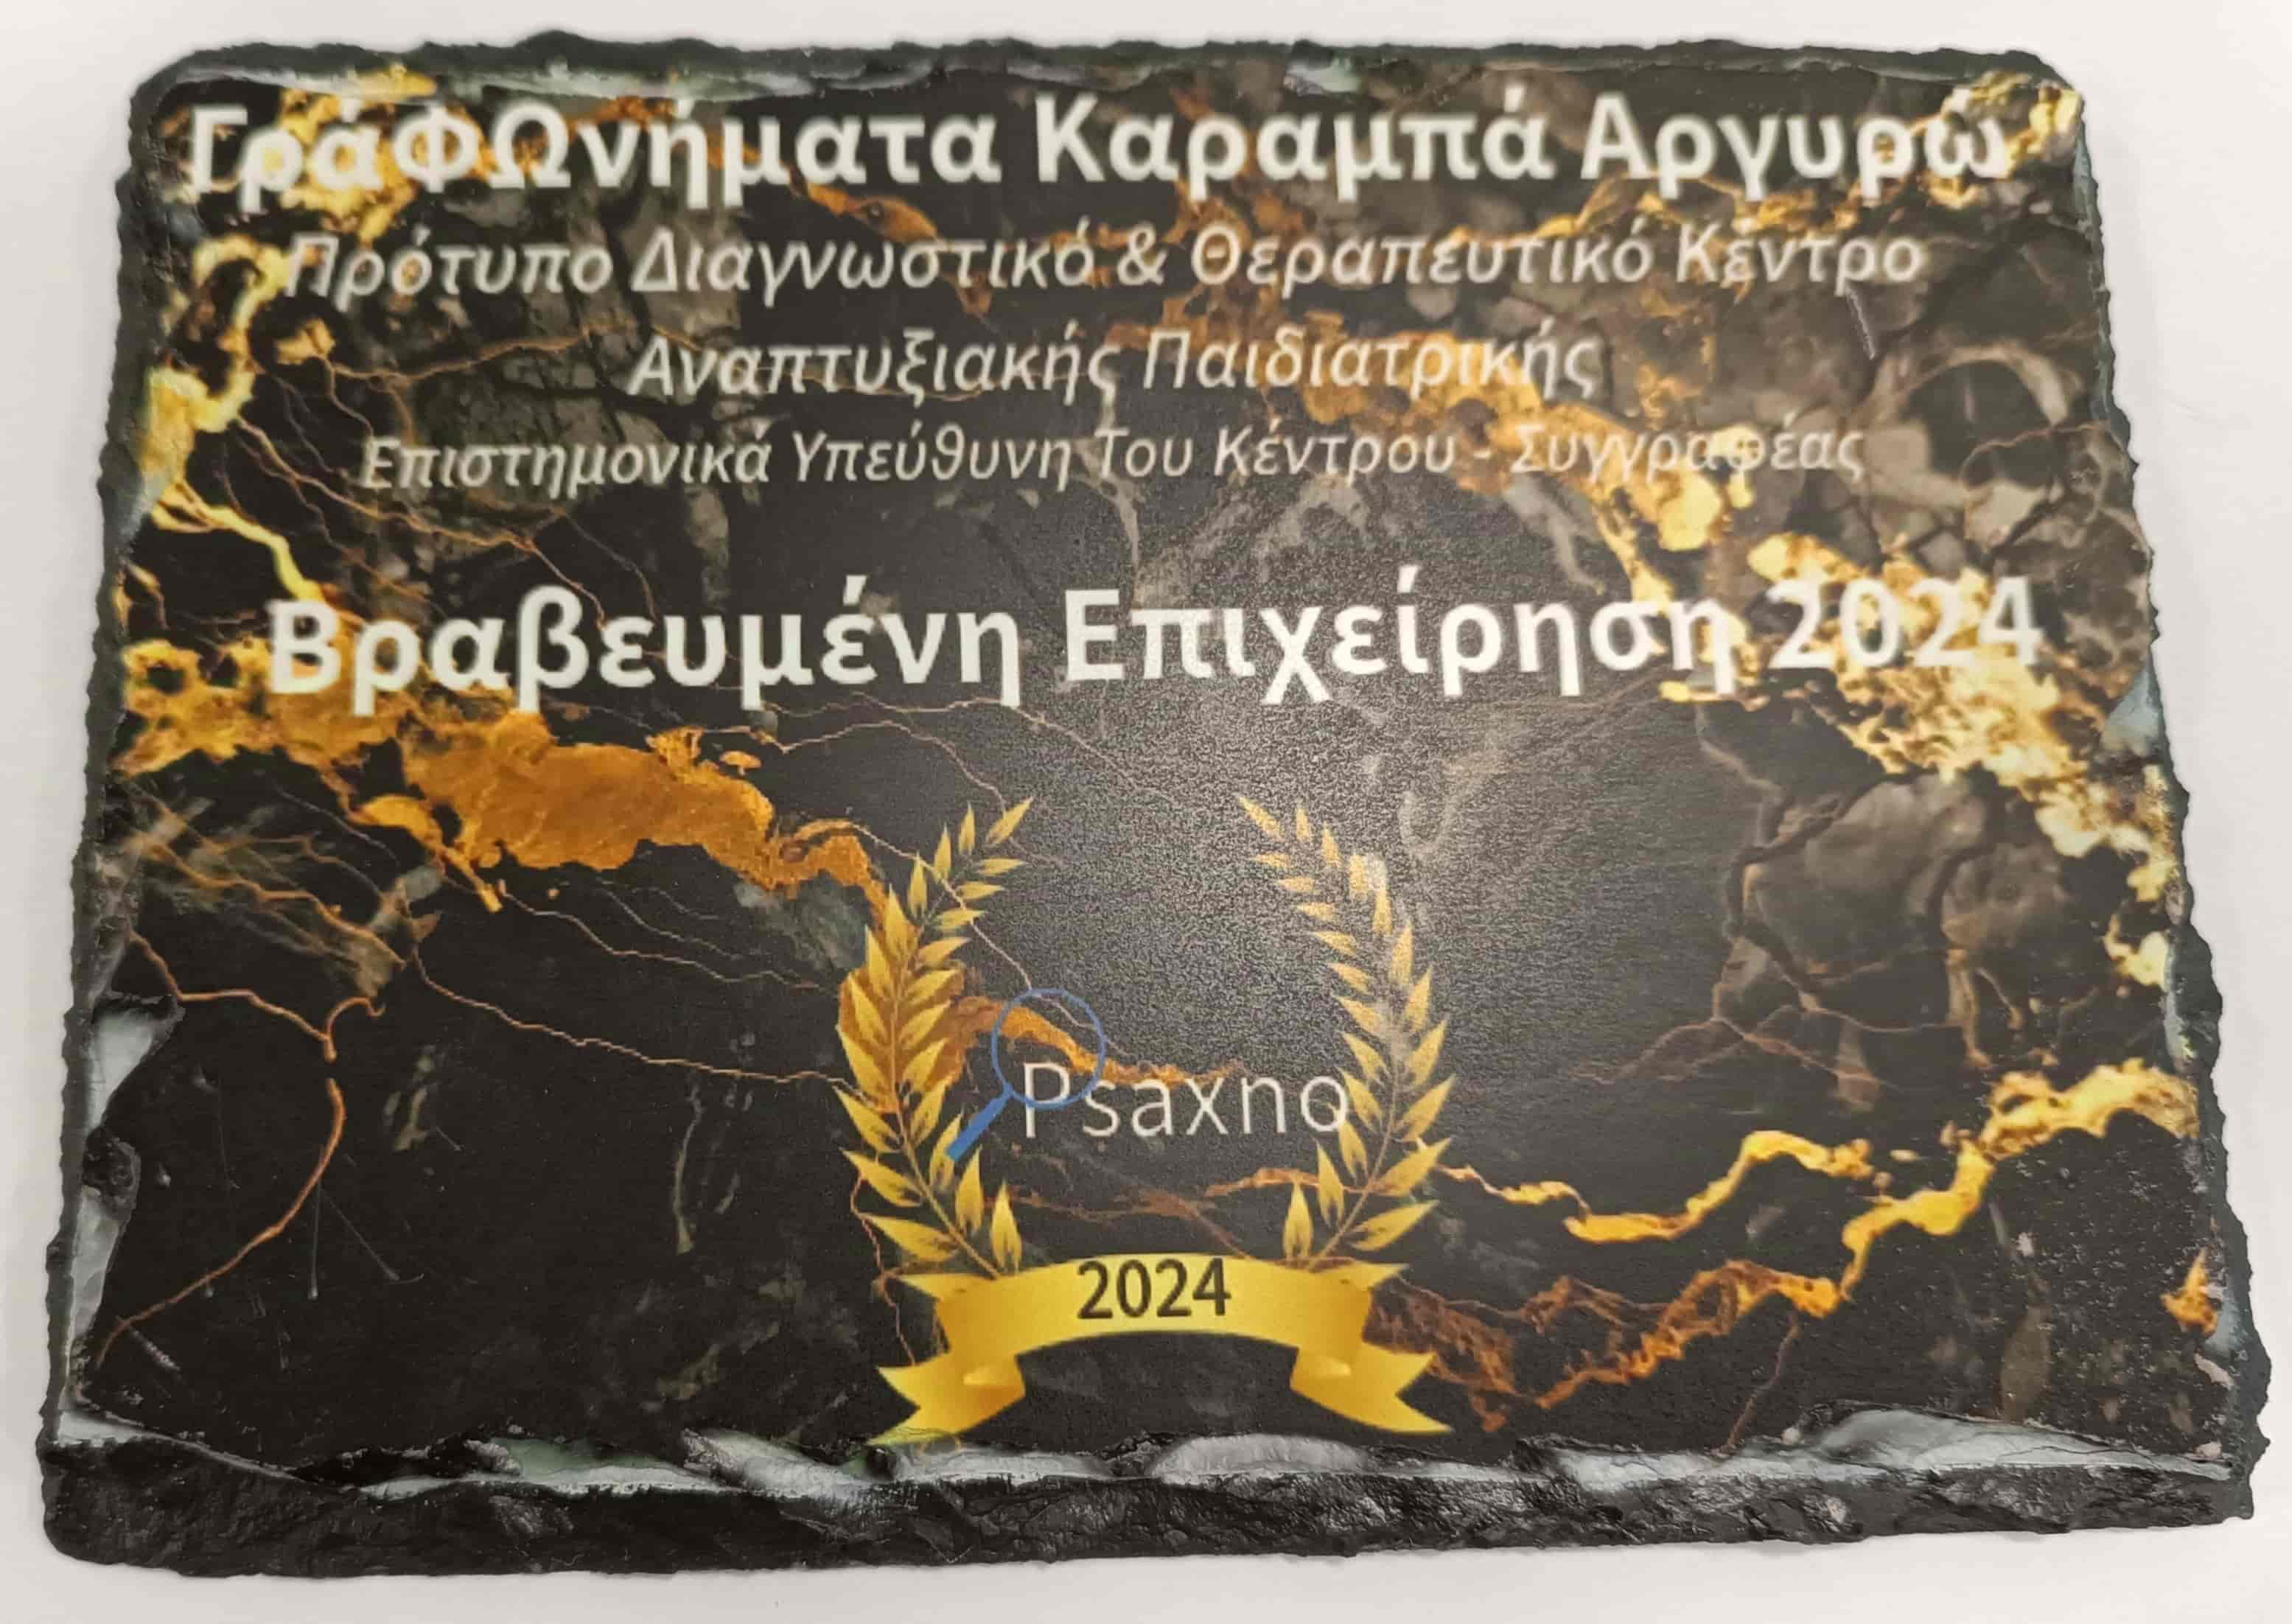 ΓράΦΩνήματα Καραμπά Αργυρώ
Πρότυπο Διαγνωστικό & Θεραπευτικό Κέντρο
Αναπτυξιακής Παιδιατρικής
Επιστημονικά Υπεύθυνη Του Κέντρου - Συγγραφέας
Βραβευμένη Επιχείρηση 2024
Psaxno
2024